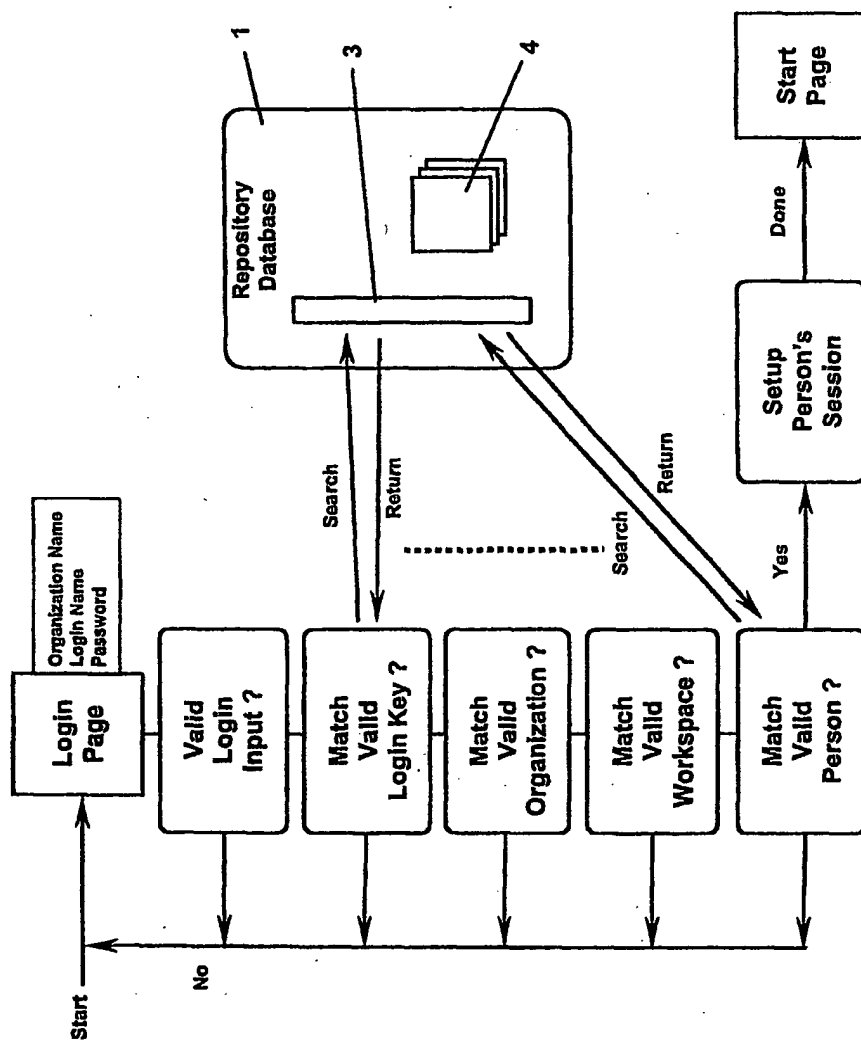 Start
Login
Page
Organization Name
Login Name
Password
No
Valid
Login
Input ?
Match
Valid
Login Key ?
Match
Valid
Organization ?
Match
Valid
Workspace ?
Match
Valid
Person ?
Search
Return
Search
Return
Repository
Database
1
3
4
Yes
Setup
Person's
Session
Done
Start
Page